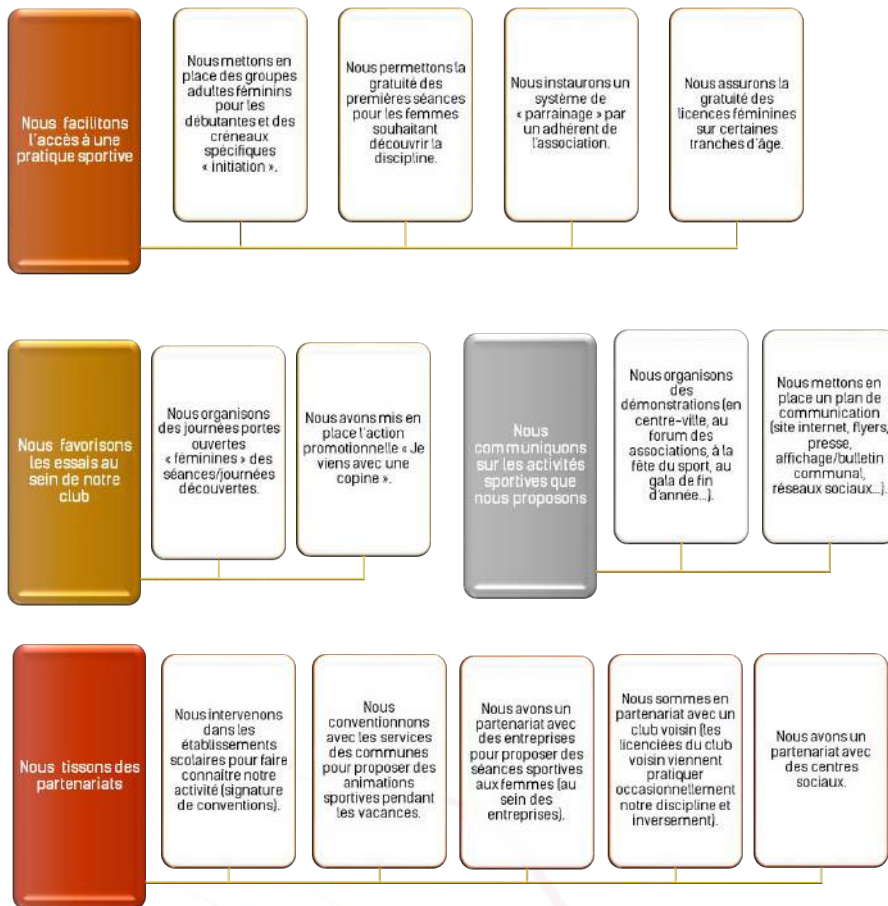 Nous facilitons
l'accès à une
pratique sportive
Nous mettons en
place des groupes
adultes féminins
pour les
débutantes et des
créneaux
spécifiques
« initiation ».
Nous permettons la
gratuité des
premières séances
pour les femmes
souhaitant
découvrir la
discipline.
Nous instaurons un
système de
« parrainage » par
un adhérent de
l'association.
Nous assurons la
gratuité des
licences féminines
sur certaines
tranches d'âge.
Nous favorisons
les essais au
sein de notre
club
Nous organisons
des journées portes
ouvertes
« féminines » des
séances/journées
découvertes.
Nous avons mis en
place l'action
promotionnelle « Je
viens avec une
copine ».
Nous
communiquons
sur les activités
sportives que
nous proposons
Nous organisons
des
démonstrations (en
centre-ville, au
forum des
associations, à la
fête du sport, au
gala de fin
d'année...).
Nous mettons en
place un plan de
communication
(site internet, flyers,
presse,
affichage/bulletin
communal,
réseaux sociaux...).
Nous tissons des
partenariats
Nous intervenons
dans les
établissements
scolaires pour faire
connaître notre
activité (signature
de conventions).
Nous
conventionnons
avec les services
des communes
pour proposer des
animations
sportives pendant
les vacances.
Nous avons un
partenariat avec
des entreprises
pour proposer des
séances sportives
aux femmes (au
sein des
entreprises).
Nous sommes en
partenariat avec un
club voisin (les
licenciées du club
voisin viennent
pratiquer
occasionnellement
notre discipline et
inversement).
Nous avons un
partenariat avec
des centres
sociaux.